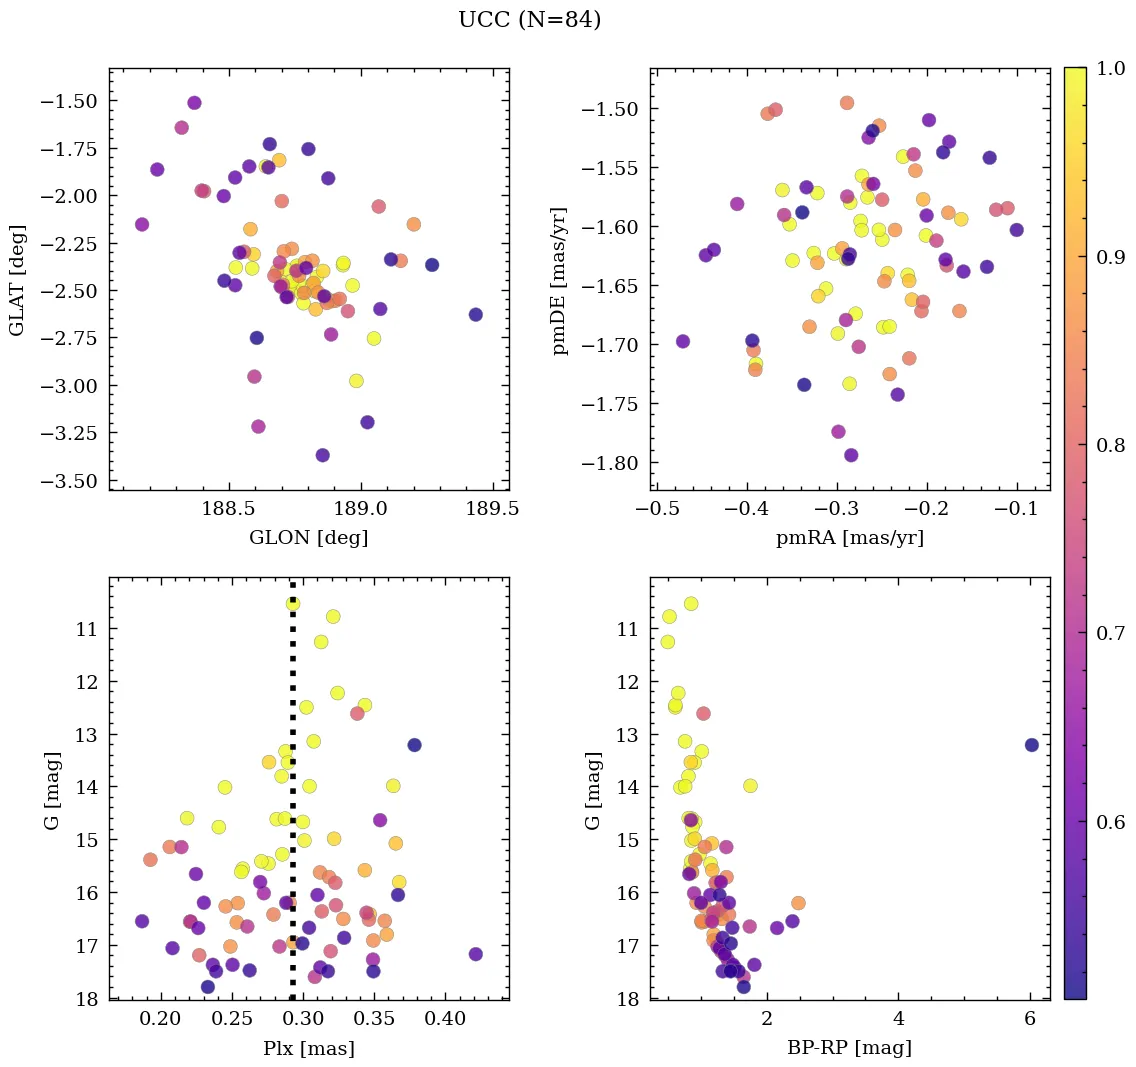 UCC (N=84)
−1.50
−1.75
−2.00
−2.25
−2.50
−2.75
−3.00
−3.25
−3.50
GLAT [deg]
188.5 189.0 189.5
GLON [deg]
−1.50
−1.55
−1.60
−1.65
−1.70
−1.75
−1.80
pmDE [mas/yr]
−0.5 −0.4 −0.3 −0.2 −0.1
pmRA [mas/yr]
1.0
0.9
0.8
0.7
0.6
11
12
13
14
15
16
17
18
G [mag]
0.20 0.25 0.30 0.35 0.40
Plx [mas]
11
12
13
14
15
16
17
18
G [mag]
2 4 6
BP-RP [mag]